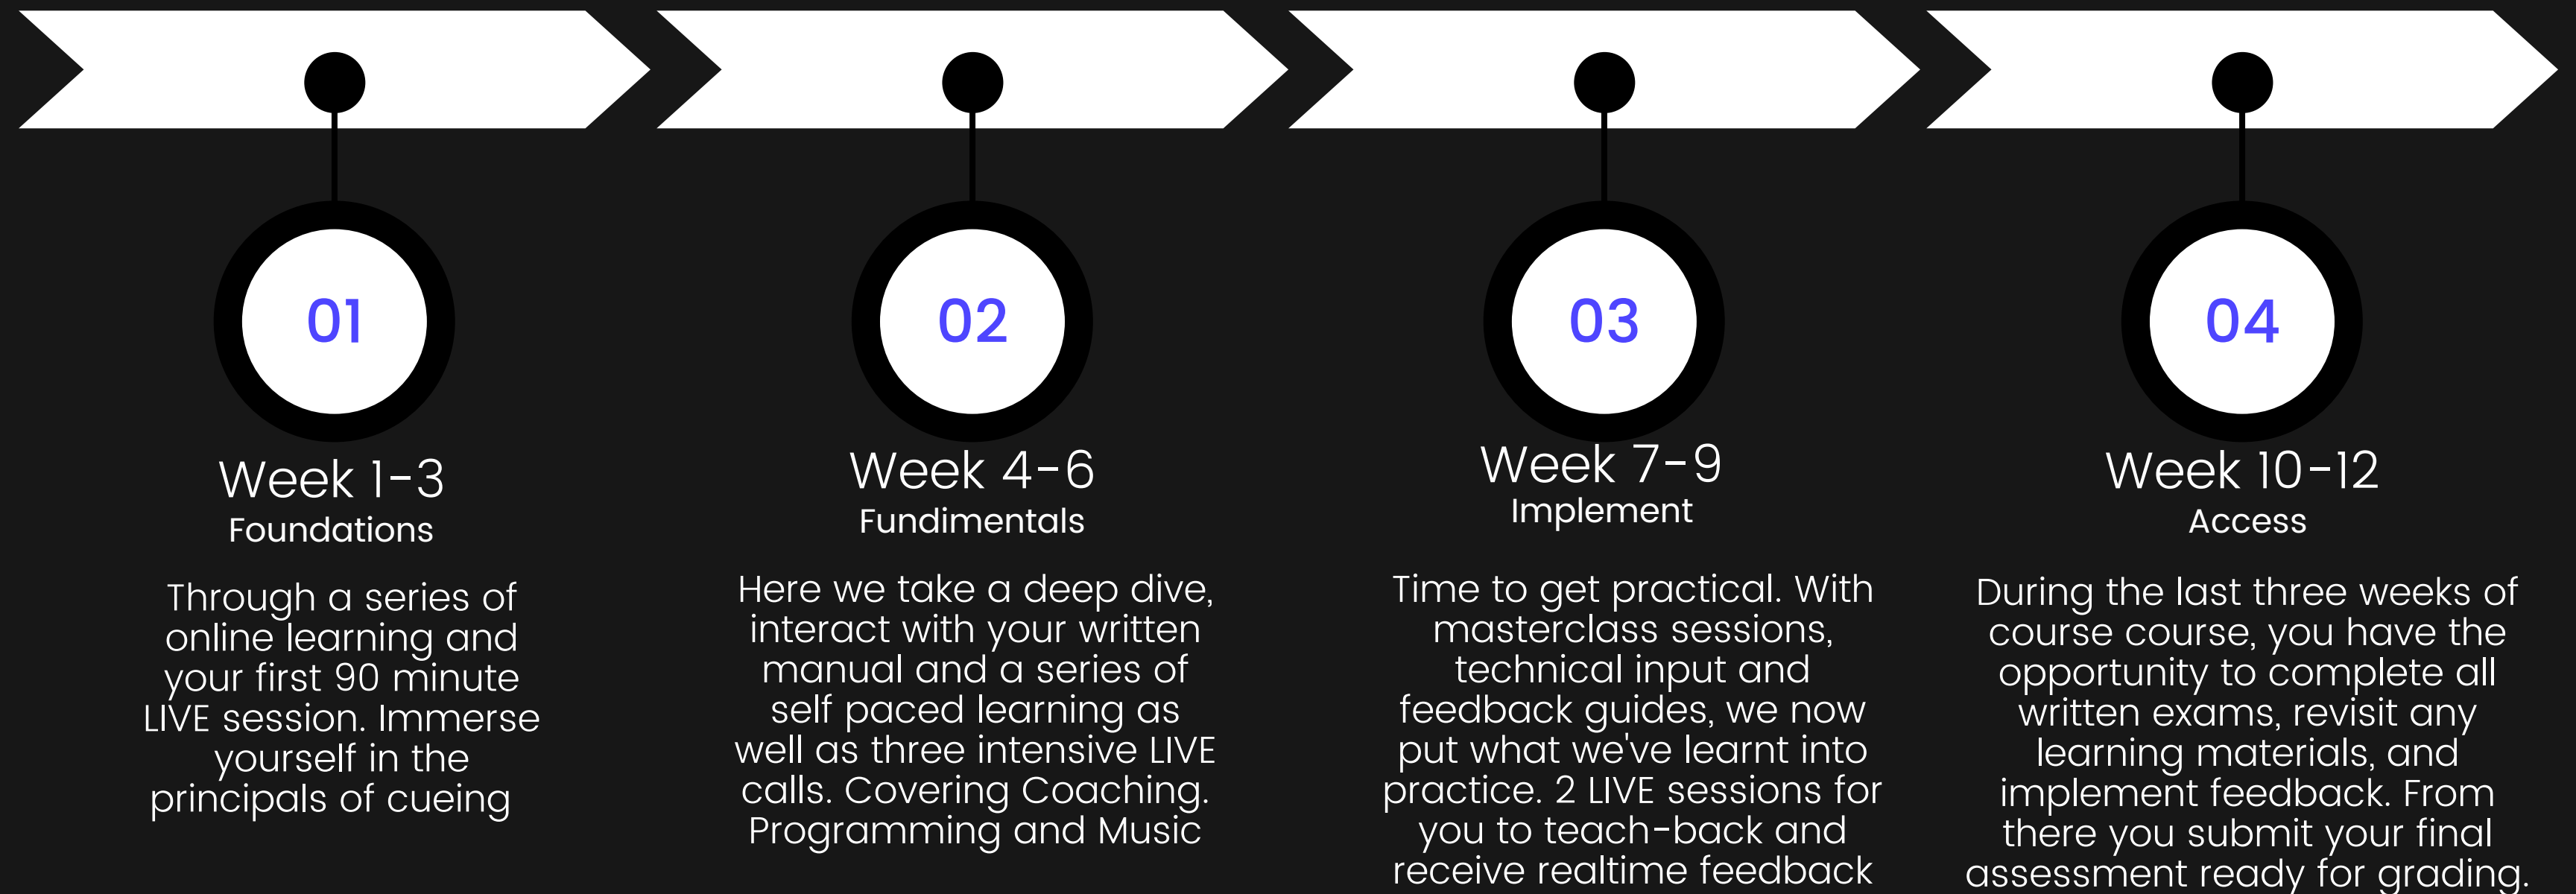 01
Week 1-3
Foundations
Through a series of
online learning and
your first 90 minute
LIVE session. Immerse
yourself in the
principals of cueing
02
Week 4-6
Fundimentals
Here we take a deep dive,
interact with your written
manual and a series of
self paced learning as
well as three intensive LIVE
calls. Covering Coaching.
Programming and Music
03
Week 7-9
Implement
Time to get practical. With
masterclass sessions,
technical input and
feedback guides, we now
put what we've learnt into
practice. 2 LIVE sessions for
you to teach-back and
receive realtime feedback
04
Week 10-12
Access
During the last three weeks of
course course, you have the
opportunity to complete all
written exams, revisit any
learning materials, and
implement feedback. From
there you submit your final
assessment ready for grading.